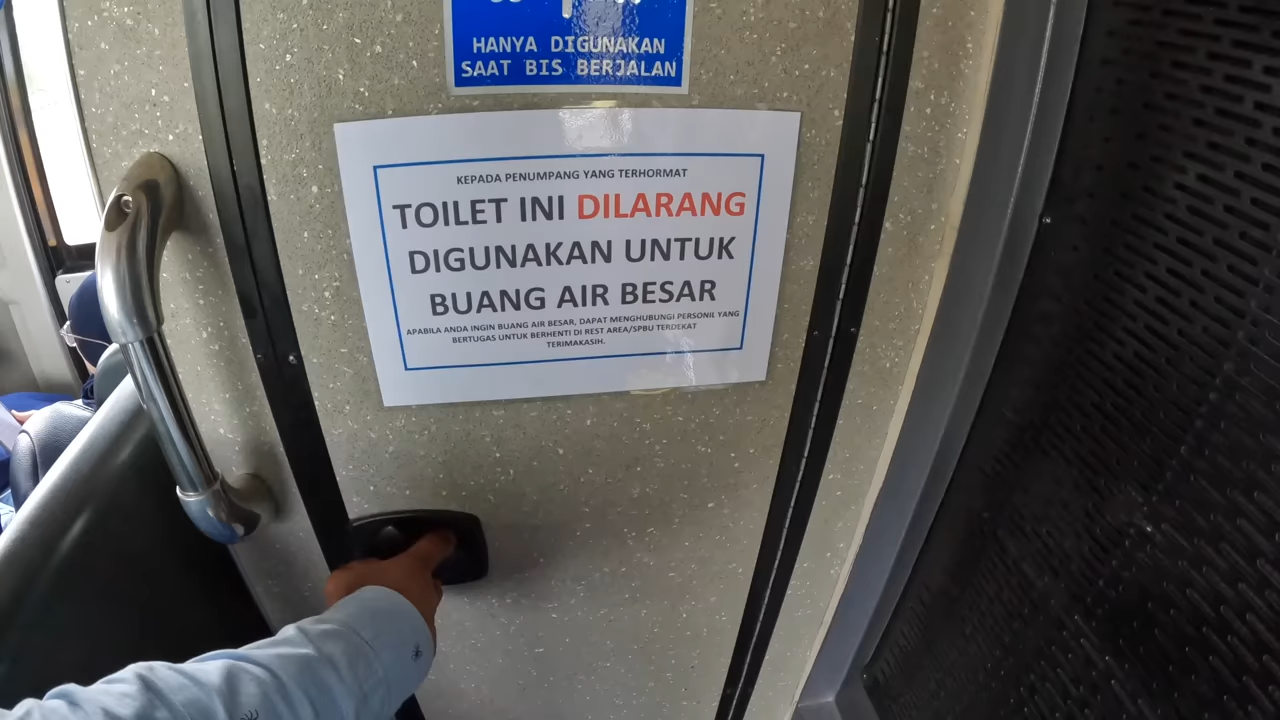 HANYA DIGUNAKAN
SAAT BIS BERJALAN
KEPADA PENUMPANG YANG TERHORMAT
TOILET INI DILARANG
DIGUNAKAN UNTUK
BUANG AIR BESAR
APABILA ANDA INGIN BUANG AIR BESAR, DAPAT MENGHUBUNGI PERSONIL YANG
BERTUGAS UNTUK BERHENTI DI REST AREA/SPBU TERDEKAT
TERIMAKASIH.